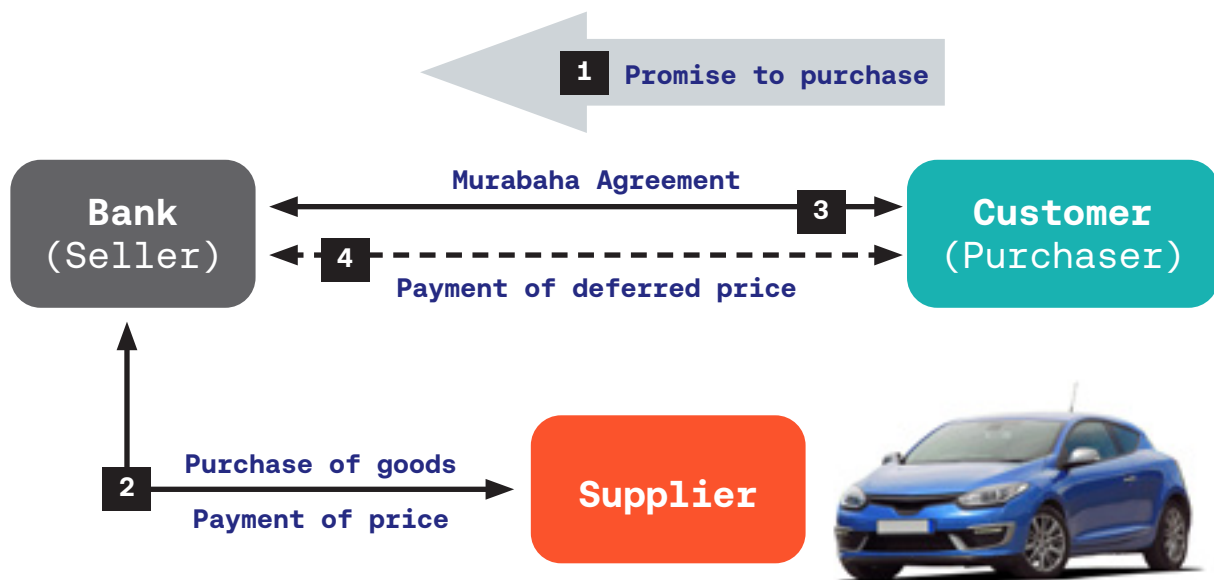 1 Promise to purchase
Murabaha Agreement
3
Bank
(Seller)
Customer
(Purchaser)
4
Payment of deferred price
Purchase of goods
2
Payment of price
Supplier